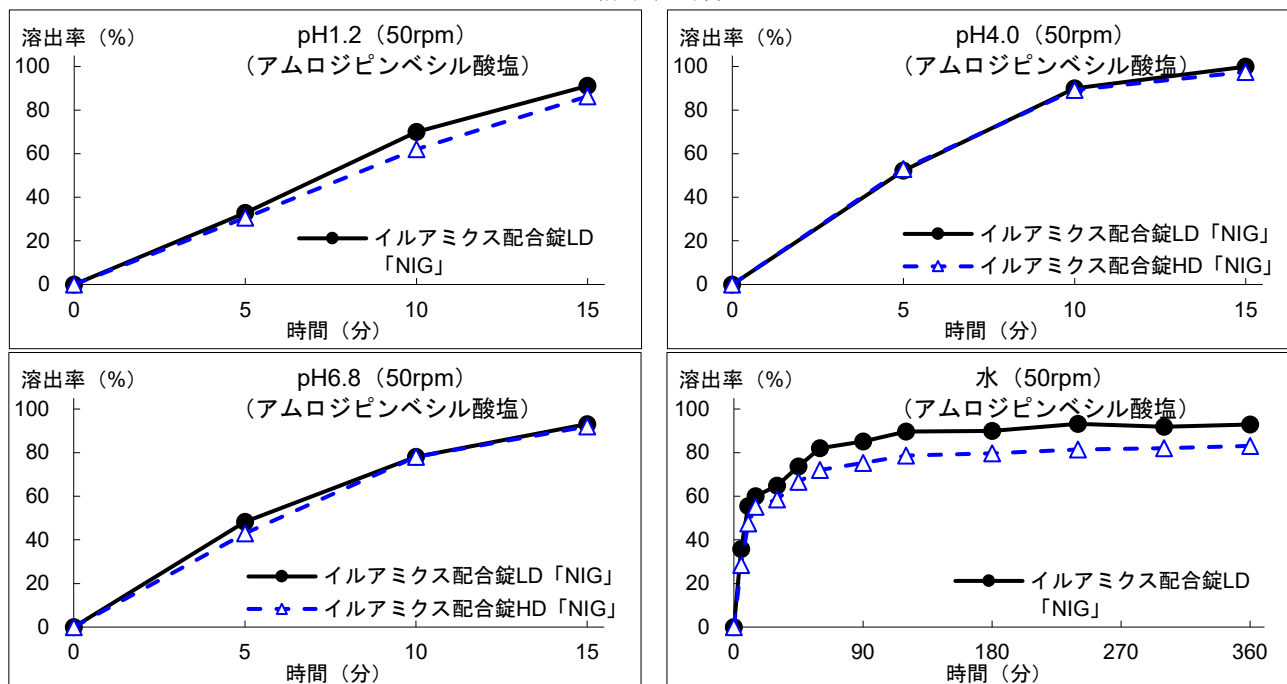 溶出率（%）
pH1.2（50rpm）
（アムロジピンベシル酸塩）
100
80
60
40
20
0
イルアミクス配合錠LD
「NIG」
0 5 10 15
時間（分）
溶出率（%）
pH4.0（50rpm）
（アムロジピンベシル酸塩）
100
80
60
40
20
0
イルアミクス配合錠LD「NIG」
イルアミクス配合錠HD「NIG」
0 5 10 15
時間（分）
溶出率（%）
pH6.8（50rpm）
（アムロジピンベシル酸塩）
100
80
60
40
20
0
イルアミクス配合錠LD「NIG」
イルアミクス配合錠HD「NIG」
0 5 10 15
時間（分）
溶出率（%）
水（50rpm）
（アムロジピンベシル酸塩）
100
80
60
40
20
0
イルアミクス配合錠LD
「NIG」
0 90 180 270 360
時間（分）